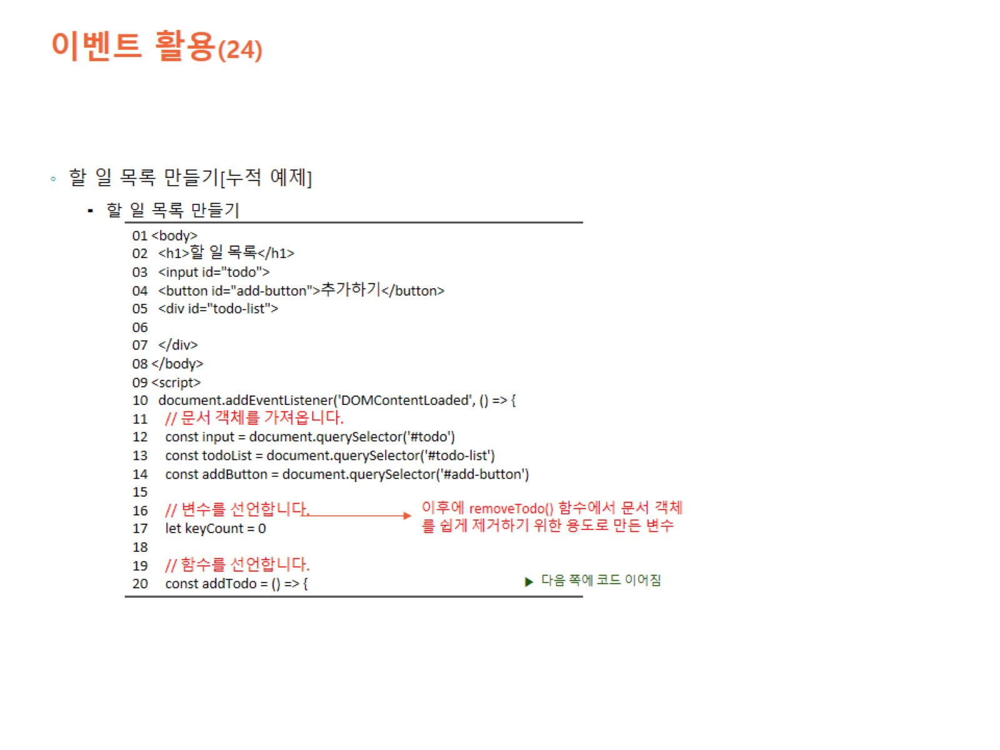 이벤트 활용(24)
◦ 할 일 목록 만들기[누적 예제]
▪ 할 일 목록 만들기
01 <body>
02 <h1>할 일 목록</h1>
03 <input id="todo">
04 <button id="add-button">추가하기</button>
05 <div id="todo-list">
06
07 </div>
08 </body>
09 <script>
10 document.addEventListener('DOMContentLoaded', () => {
11 // 문서 객체를 가져옵니다.
12 const input = document.querySelector('#todo')
13 const todoList = document.querySelector('#todo-list')
14 const addButton = document.querySelector('#add-button')
15
16 // 변수를 선언합니다.
이후에 removeTodo() 함수에서 문서 객체
를 쉽게 제거하기 위한 용도로 만든 변수
17 let keyCount = 0
18
19 // 함수를 선언합니다.
20 const addTodo = () => {
▶ 다음 쪽에 코드 이어짐